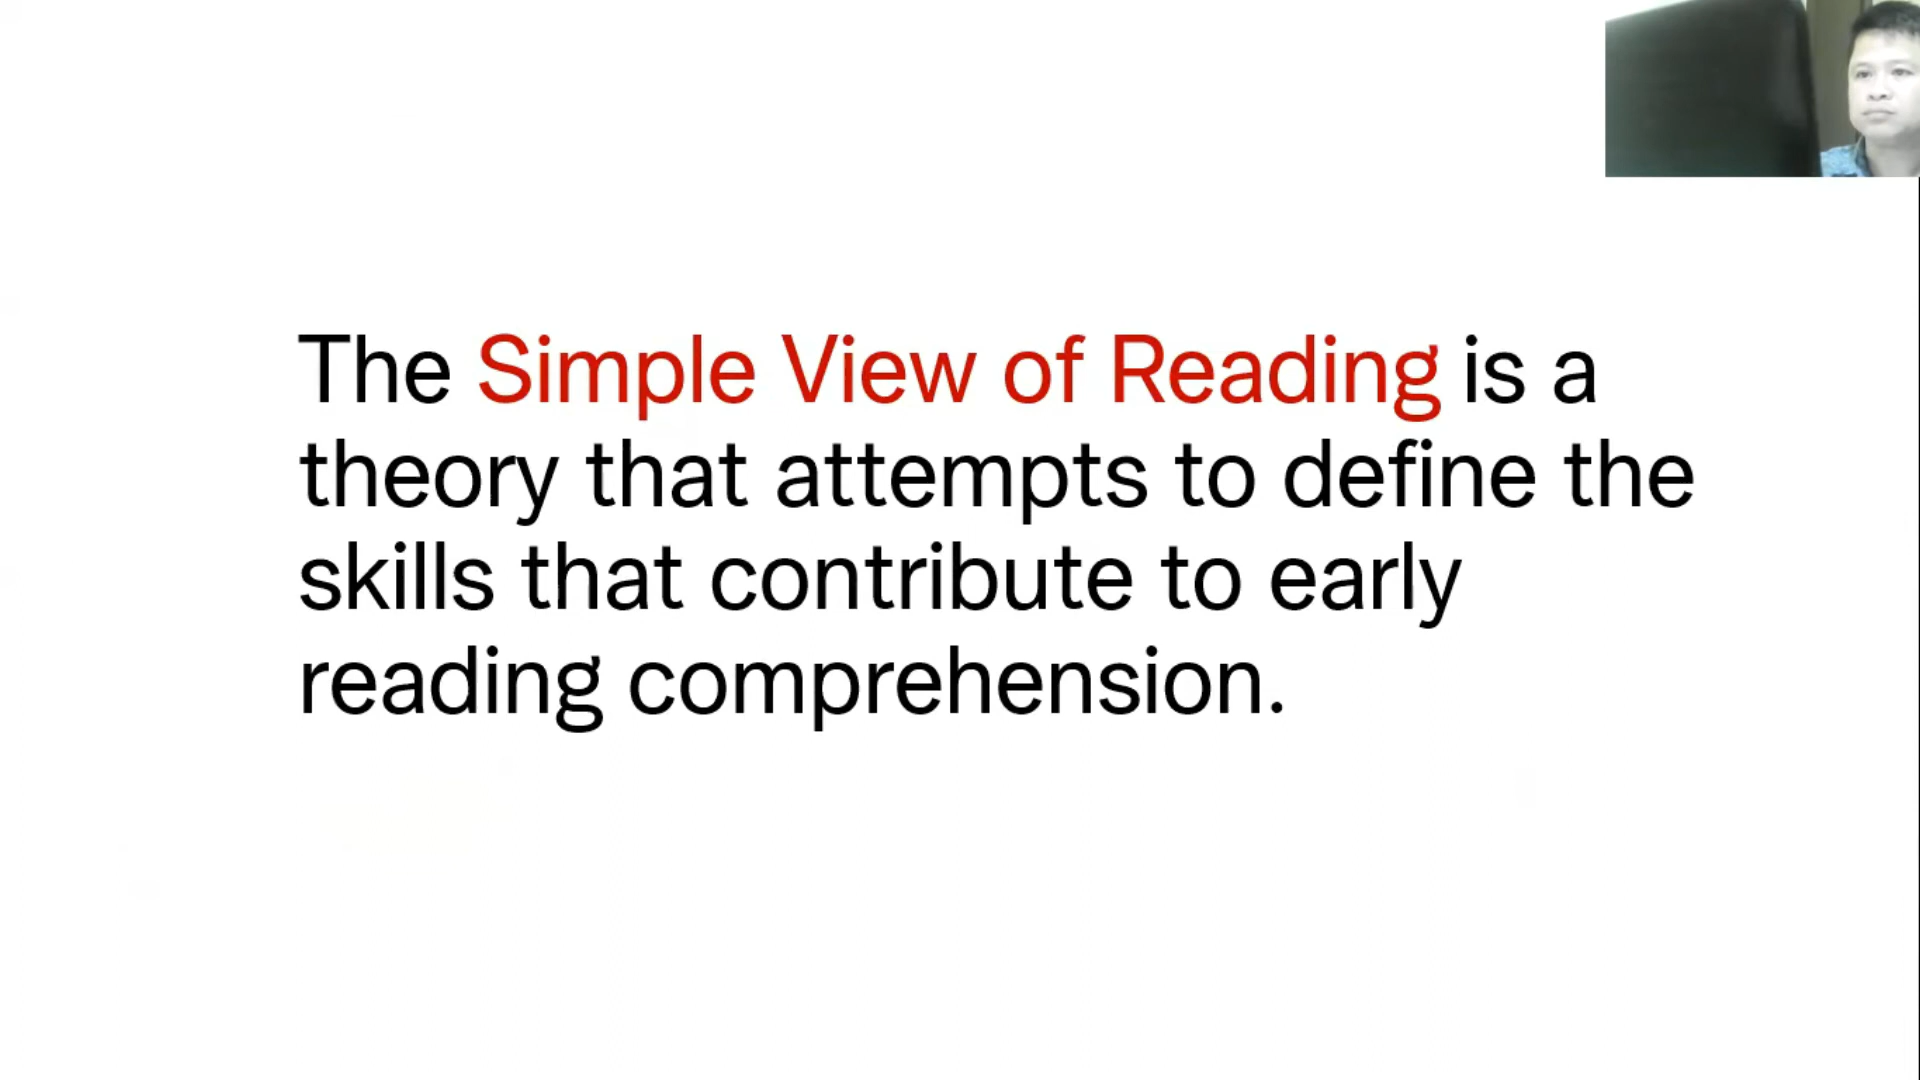 The Simple View of Reading is a
theory that attempts to define the
skills that contribute to early
reading comprehension.